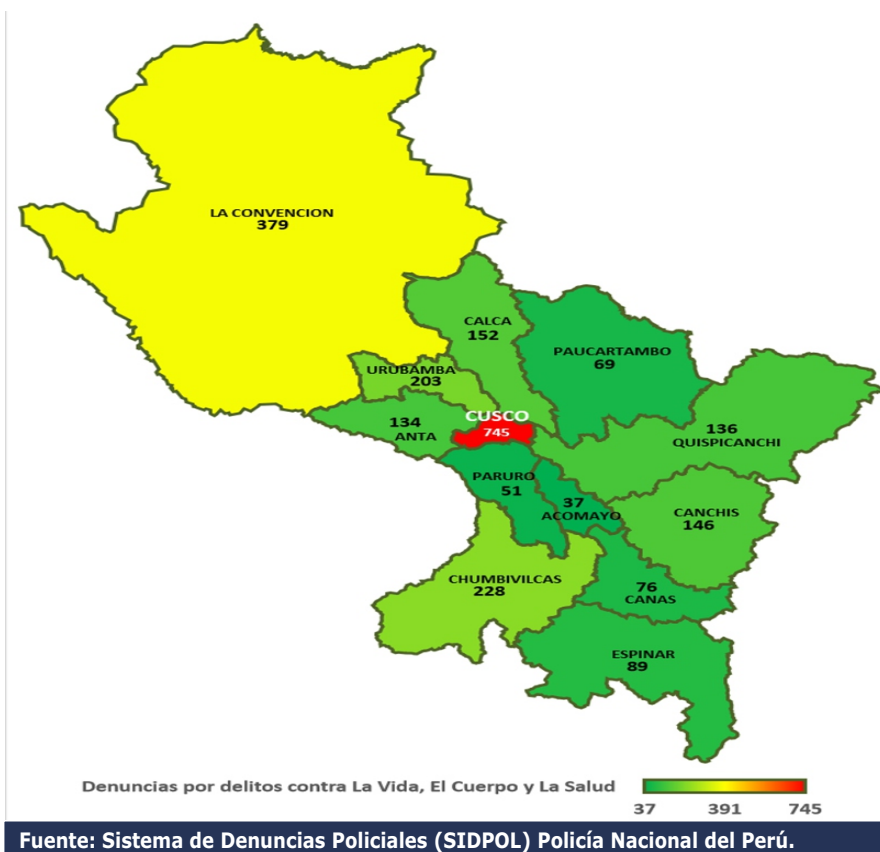 LA CONVENCION
379
CALCA
152
PAUCARTAMBO
69
URUBAMBA
203
CUSCO
745
134
ANTA
136
QUISPICANCHI
PARURO
51
37
ACOMAYO
CANCHIS
146
CHUMBIVILCAS
228
76
CANAS
ESPINAR
89
Denuncias por delitos contra La Vida, El Cuerpo y La Salud
37 391 745
Fuente: Sistema de Denuncias Policiales (SIDPOL) Policía Nacional del Perú.